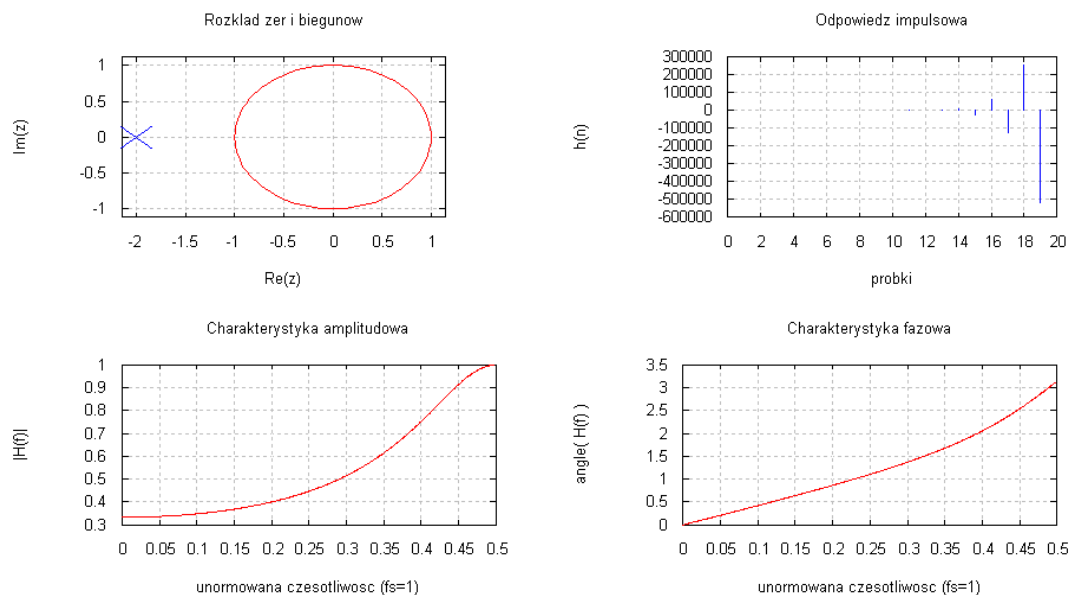 Rozklad zer i biegunow
Im(z)
1
0.5
0
-0.5
-1
-2 -1.5 -1 -0.5 0 0.5 1
Re(z)
Odpowiedz impulsowa
h(n)
300000
200000
100000
0
-100000
-200000
-300000
-400000
-500000
-600000
0 2 4 6 8 10 12 14 16 18 20
probki
Charakterystyka amplitudowa
|H(f)|
1
0.9
0.8
0.7
0.6
0.5
0.4
0.3
0 0.05 0.1 0.15 0.2 0.25 0.3 0.35 0.4 0.45 0.5
unormowana czesotliwosc (fs=1)
Charakterystyka fazowa
angle( H(f) )
3.5
3
2.5
2
1.5
1
0.5
0
0 0.05 0.1 0.15 0.2 0.25 0.3 0.35 0.4 0.45 0.5
unormowana czesotliwosc (fs=1)